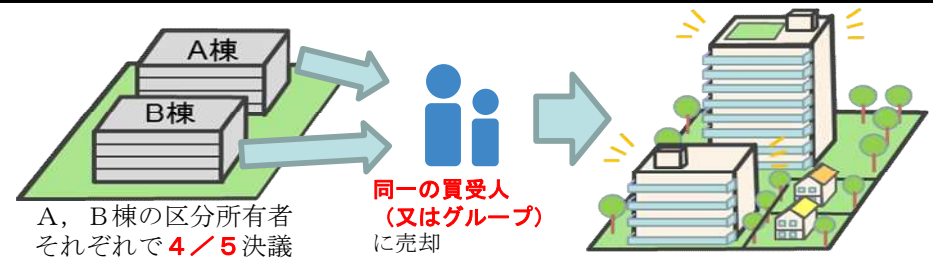 A棟
B棟
A，B棟の区分所有者
それぞれで４／５決議
同一の買受人
（又はグループ）
に売却